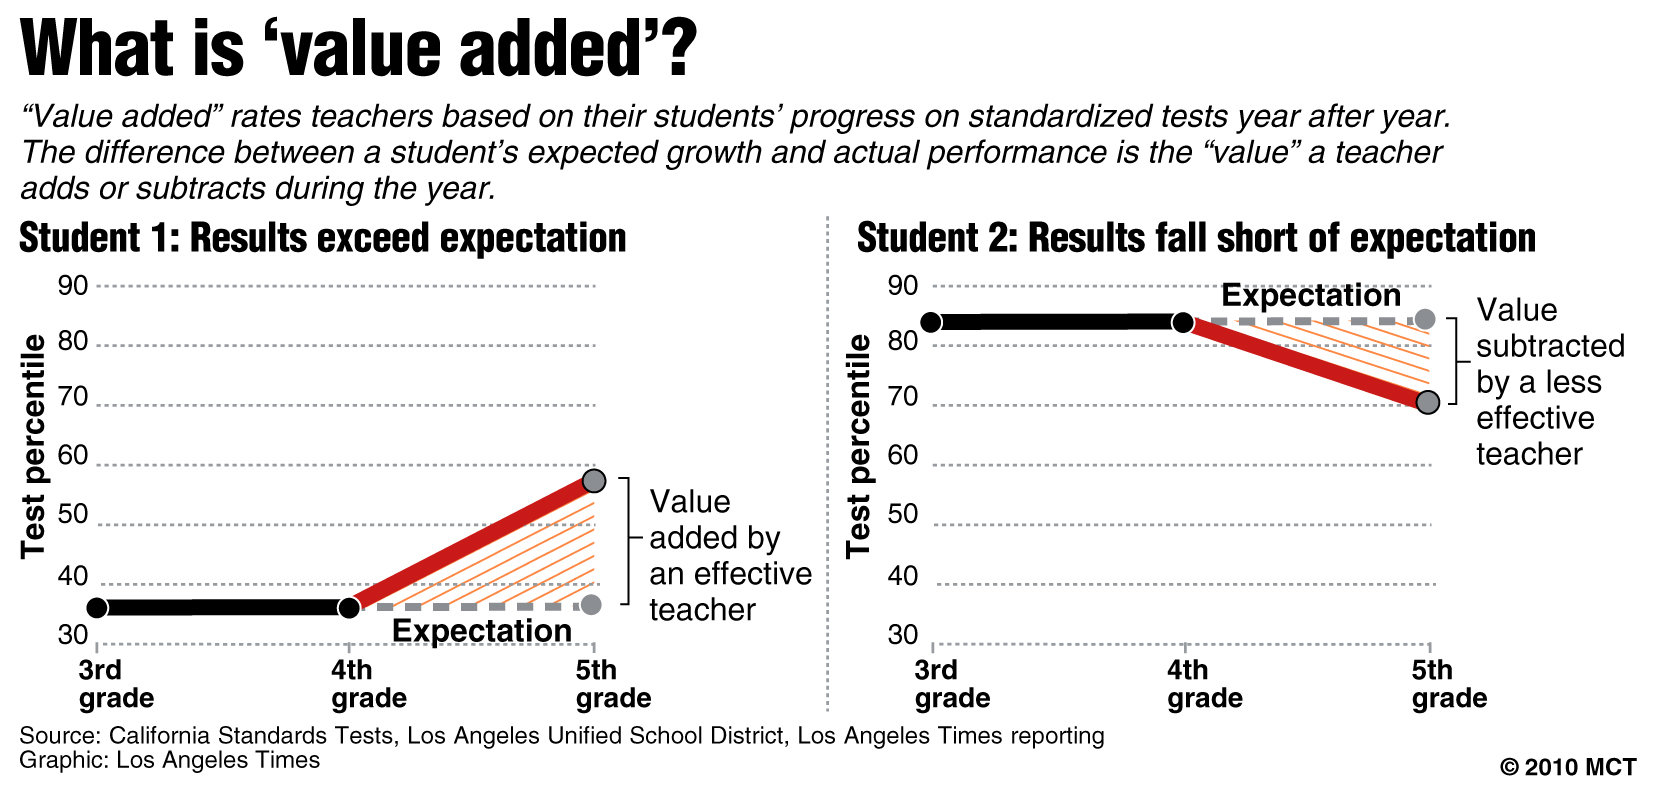 What is ‘value added’?
“Value added” rates teachers based on their students’ progress on standardized tests year after year.
The difference between a student’s expected growth and actual performance is the “value” a teacher
adds or subtracts during the year.
Student 1: Results exceed expectation
Test percentile
90
80
70
60
50
40
30
Expectation
Value
added by
an effective
teacher
3rd
grade
4th
grade
5th
grade
Student 2: Results fall short of expectation
Test percentile
90
80
70
60
50
40
30
Expectation
Value
subtracted
by a less
effective
teacher
3rd
grade
4th
grade
5th
grade
Source: California Standards Tests, Los Angeles Unified School District, Los Angeles Times reporting
Graphic: Los Angeles Times
© 2010 MCT